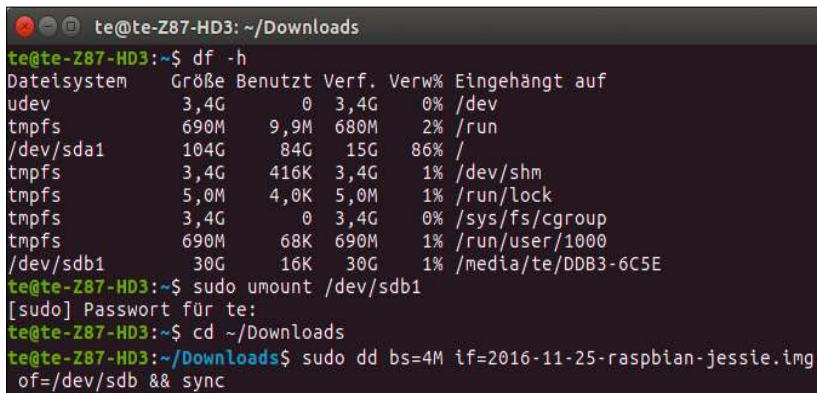 te@te-Z87-HD3: ~/Downloads
te@te-Z87-HD3:~$ df -h
Dateisystem Größe Benutzt Verf. Verw% Eingehängt auf
udev 3,4G 0 3,4G 0% /dev
tmpfs 690M 9,9M 680M 2% /run
/dev/sda1 104G 84G 15G 86% /
tmpfs 3,4G 416K 3,4G 1% /dev/shm
tmpfs 5,0M 4,0K 5,0M 1% /run/lock
tmpfs 3,4G 0 3,4G 0% /sys/fs/cgroup
tmpfs 690M 68K 690M 1% /run/user/1000
/dev/sdb1 30G 16K 30G 1% /media/te/DDB3-6C5E
te@te-Z87-HD3:~$ sudo umount /dev/sdb1
[sudo] Passwort für te:
te@te-Z87-HD3:~$ cd ~/Downloads
te@te-Z87-HD3:~/Downloads$ sudo dd bs=4M if=2016-11-25-raspbian-jessie.img
of=/dev/sdb && sync